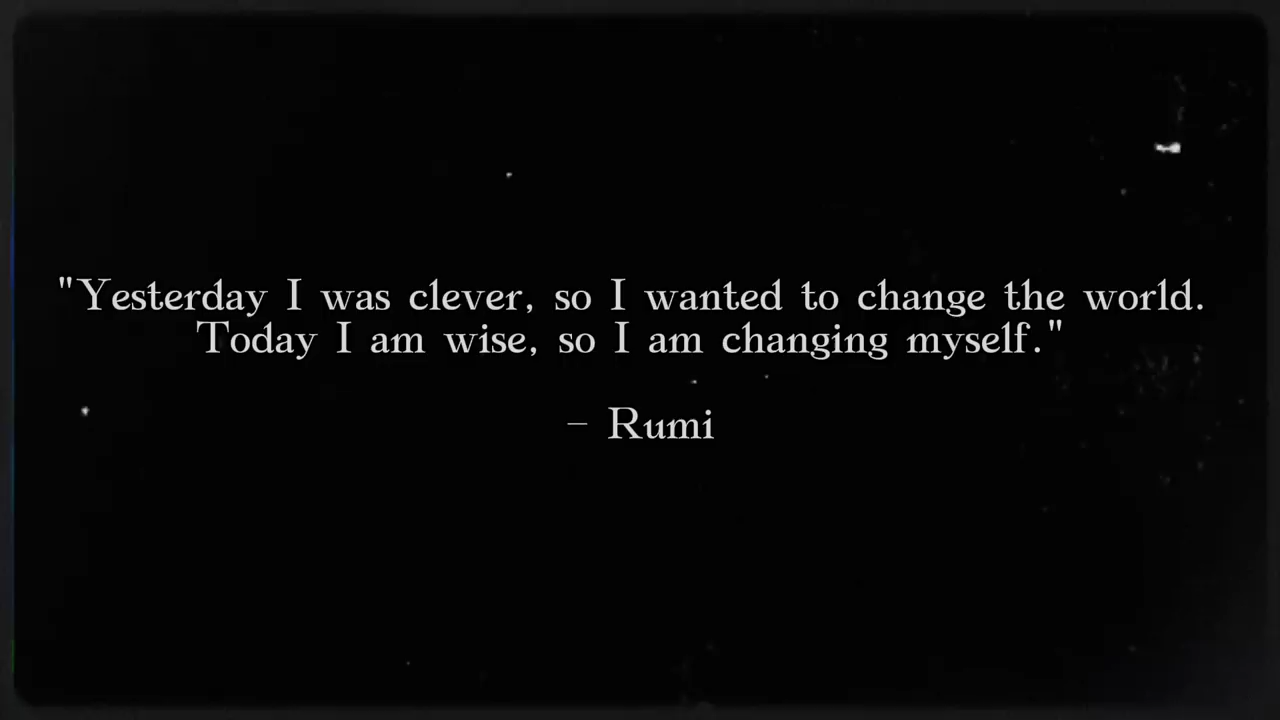 "Yesterday I was clever, so I wanted to change the world.
Today I am wise, so I am changing myself."
– Rumi